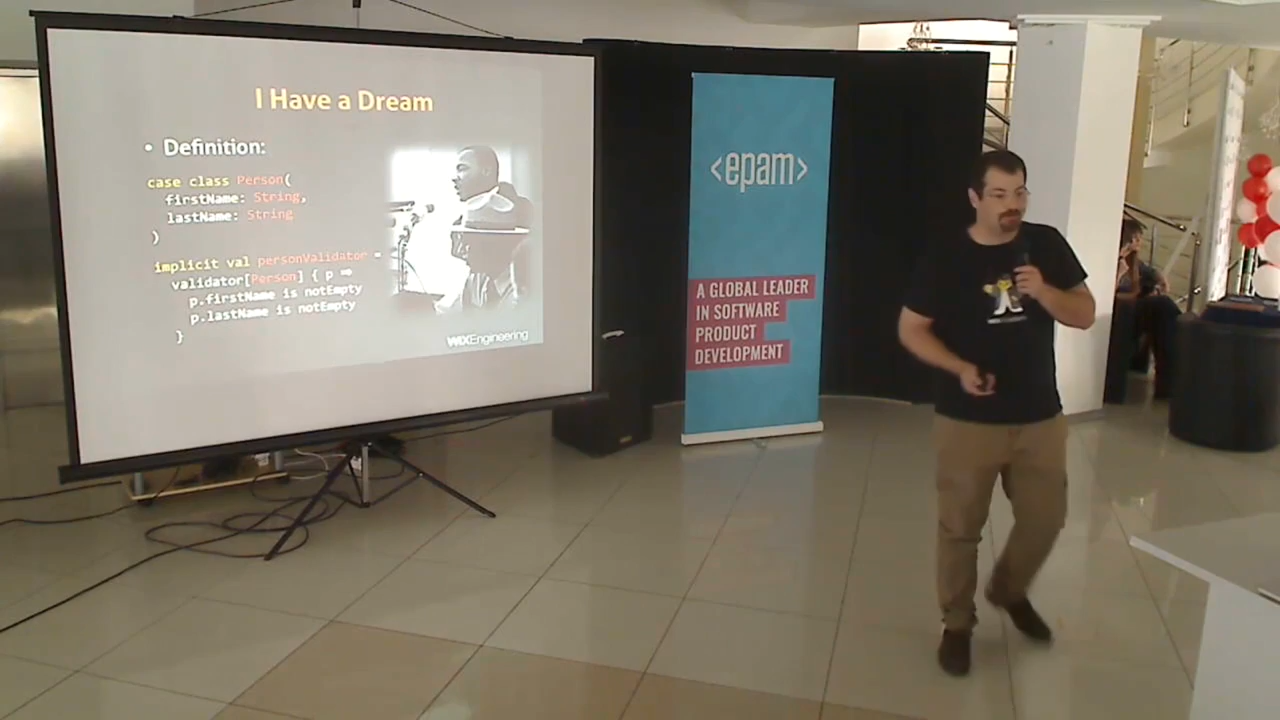 I Have a Dream
• Definition:
case class Person(
firstName: String,
lastName: String
)
implicit val personValidator =
validator[Person] { p =>
p.firstName is notEmpty
p.lastName is notEmpty
}
WIXEngineering
<epam>
A GLOBAL LEADER
IN SOFTWARE
PRODUCT
DEVELOPMENT